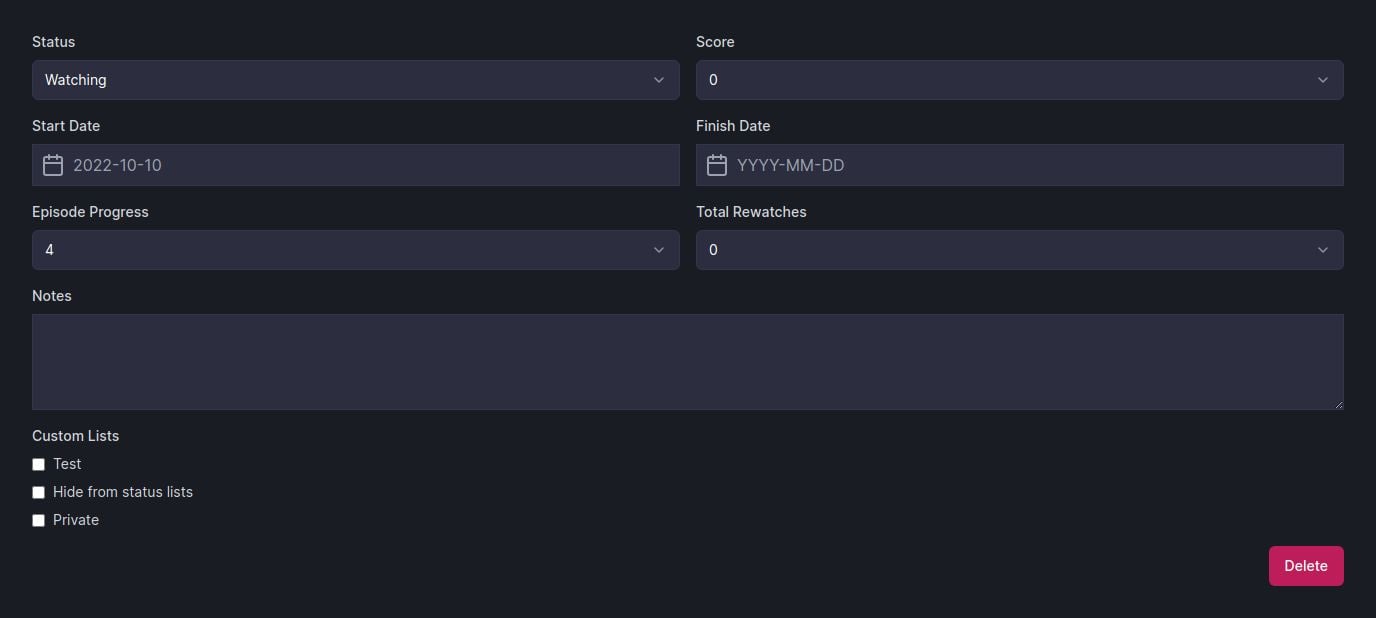 Status Score
Watching 0
Start Date Finish Date
2022-10-10 YYYY-MM-DD
Episode Progress Total Rewatches
4 0
Notes
Custom Lists
Test
Hide from status lists
Private
Delete